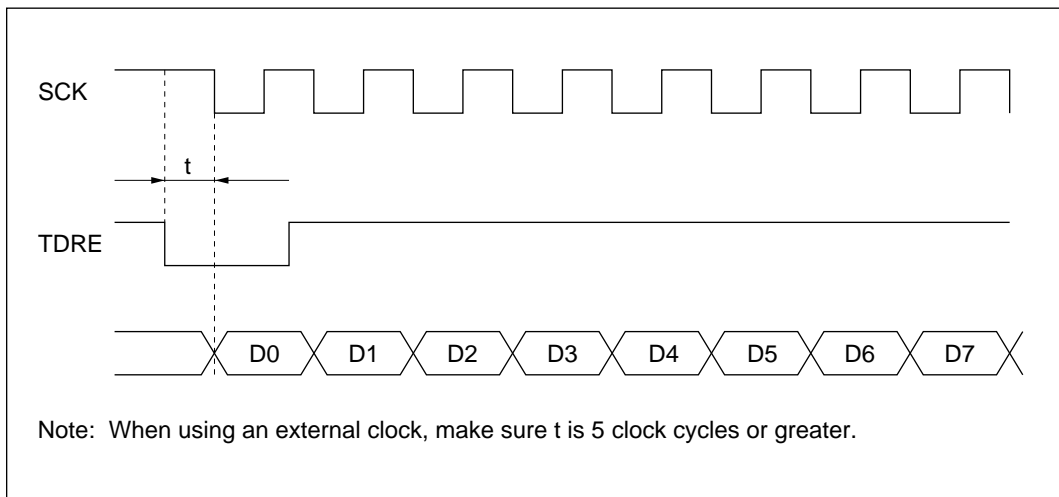 SCK
t
TDRE
D0 D1 D2 D3 D4 D5 D6 D7
Note: When using an external clock, make sure t is 5 clock cycles or greater.